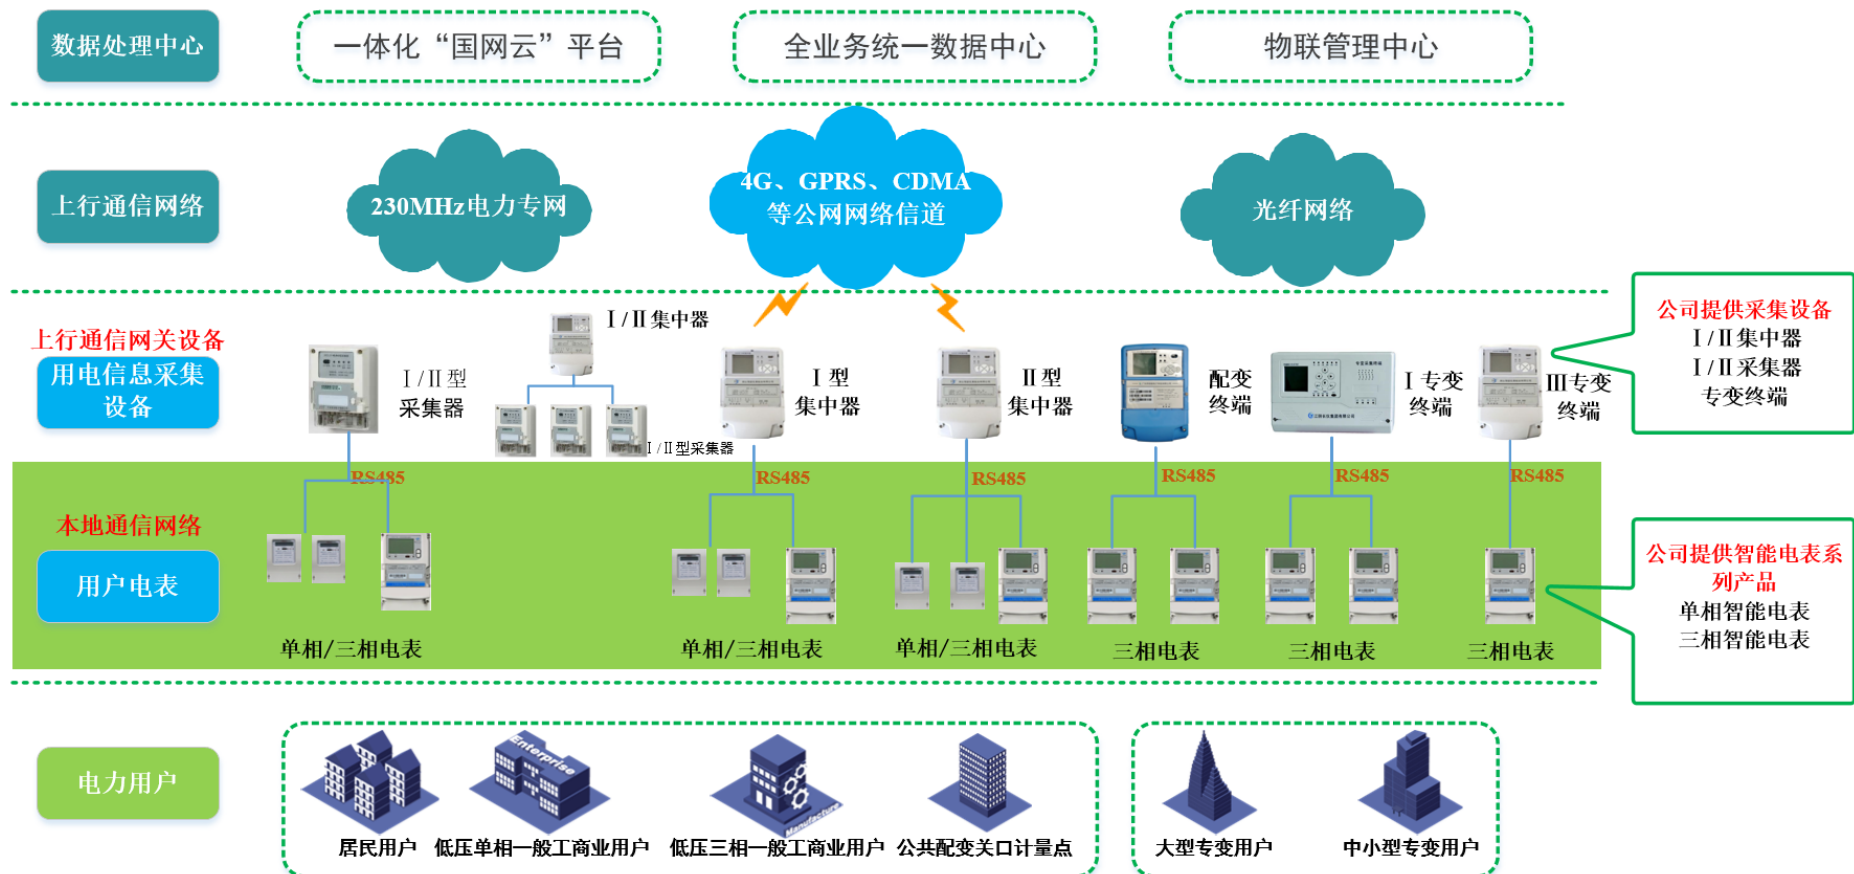 数据处理中心
一体化“国网云”平台
全业务统一数据中心
物联管理中心
上行通信网络
230MHz电力专网
4G、GPRS、CDMA
等公网网络信道
光纤网络
上行通信网关设备
用电信息采集
设备
I/II型
采集器
I/II集中器
I/II型采集器
I型
集中器
II型
集中器
配变
终端
I专变
终端
III专变
终端
公司提供采集设备
I/II集中器
I/II采集器
专变终端
RS485
RS485
RS485
RS485
RS485
RS485
本地通信网络
用户电表
单相/三相电表
单相/三相电表
单相/三相电表
三相电表
三相电表
三相电表
公司提供智能电表系
列产品
单相智能电表
三相智能电表
电力用户
Enterprise
Manufacture
居民用户
低压单相一般工商业用户
低压三相一般工商业用户
公共配变关口计量点
大型专变用户
中小型专变用户